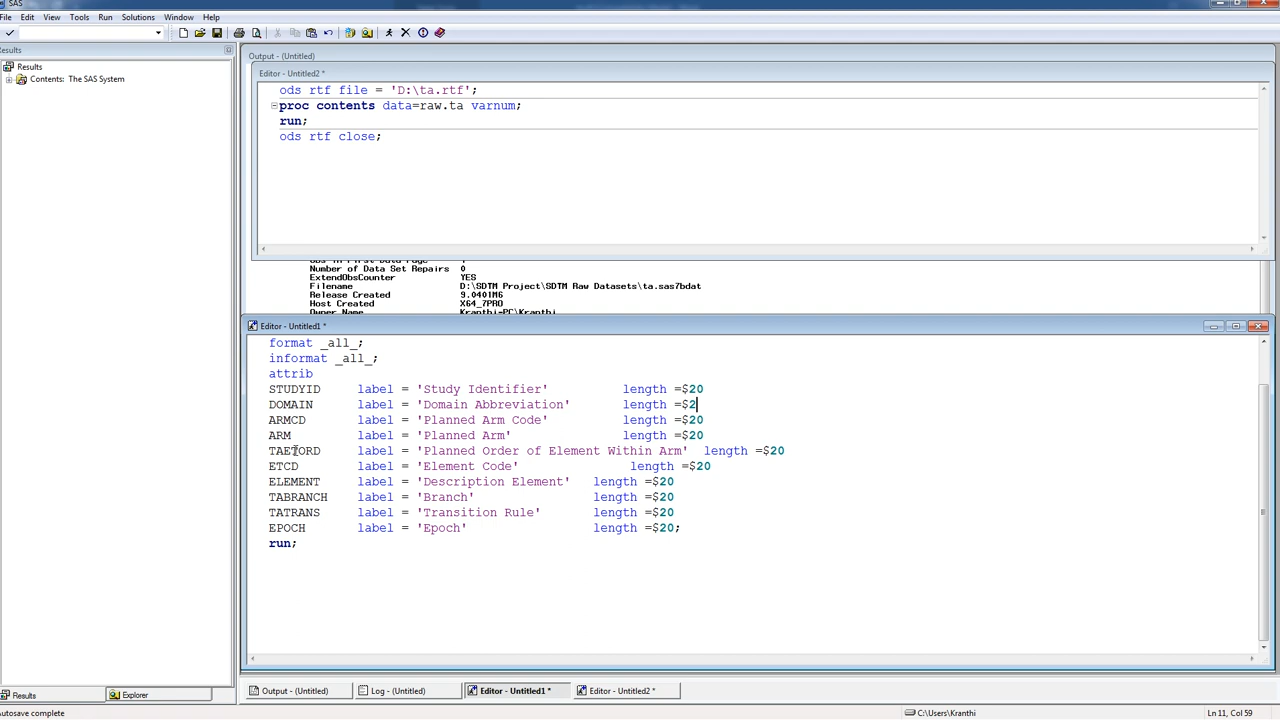 SAS
File Edit View Tools Run Solutions Window Help
Results
Results
Contents: The SAS System
Output - (Untitled)
Editor - Untitled2 *
ods rtf file = 'D:\ta.rtf';
proc contents data=raw.ta varnum;
run;
ods rtf close;
Number of Data Set Repairs 0
ExtendObsCounter YES
Filename D:\SDTM Project\SDTM Raw Datasets\ta.sas7bdat
Release Created 9.0401M6
Host Created X64_7PRO
Owner Name Kranthi-PC\Kranthi
Editor - Untitled1 *
format _all_;
informat _all_;
attrib
STUDYID label = 'Study Identifier' length =$20
DOMAIN label = 'Domain Abbreviation' length =$2
ARMCD label = 'Planned Arm Code' length =$20
ARM label = 'Planned Arm' length =$20
TAETORD label = 'Planned Order of Element Within Arm' length =$20
ETCD label = 'Element Code' length =$20
ELEMENT label = 'Description Element' length =$20
TABRANCH label = 'Branch' length =$20
TATRANS label = 'Transition Rule' length =$20
EPOCH label = 'Epoch' length =$20;
run;
Results Explorer Output - (Untitled) Log - (Untitled) Editor - Untitled1 * Editor - Untitled2 *
Autosave complete C:\Users\Kranthi Ln 11, Col 59